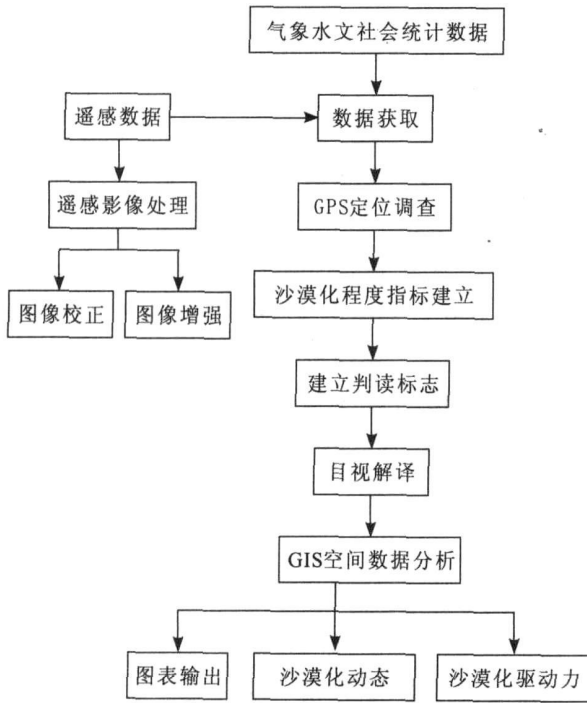 气象水文社会统计数据
遥感数据
数据获取
遥感影像处理
GPS定位调查
图像校正
图像增强
沙漠化程度指标建立
建立判读标志
目视解译
GIS空间数据分析
图表输出
沙漠化动态
沙漠化驱动力